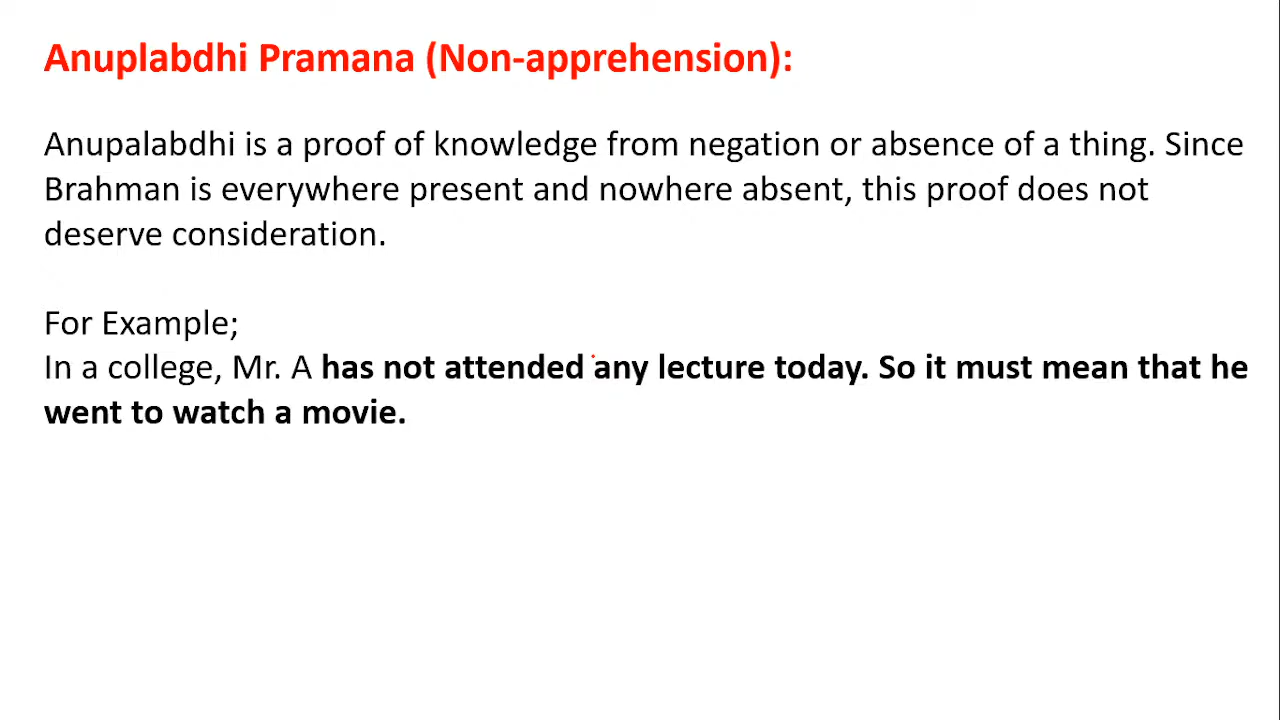 Anuplabdhi Pramana (Non-apprehension):
Anupalabdhi is a proof of knowledge from negation or absence of a thing. Since
Brahman is everywhere present and nowhere absent, this proof does not
deserve consideration.
For Example;
In a college, Mr. A has not attended any lecture today. So it must mean that he
went to watch a movie.